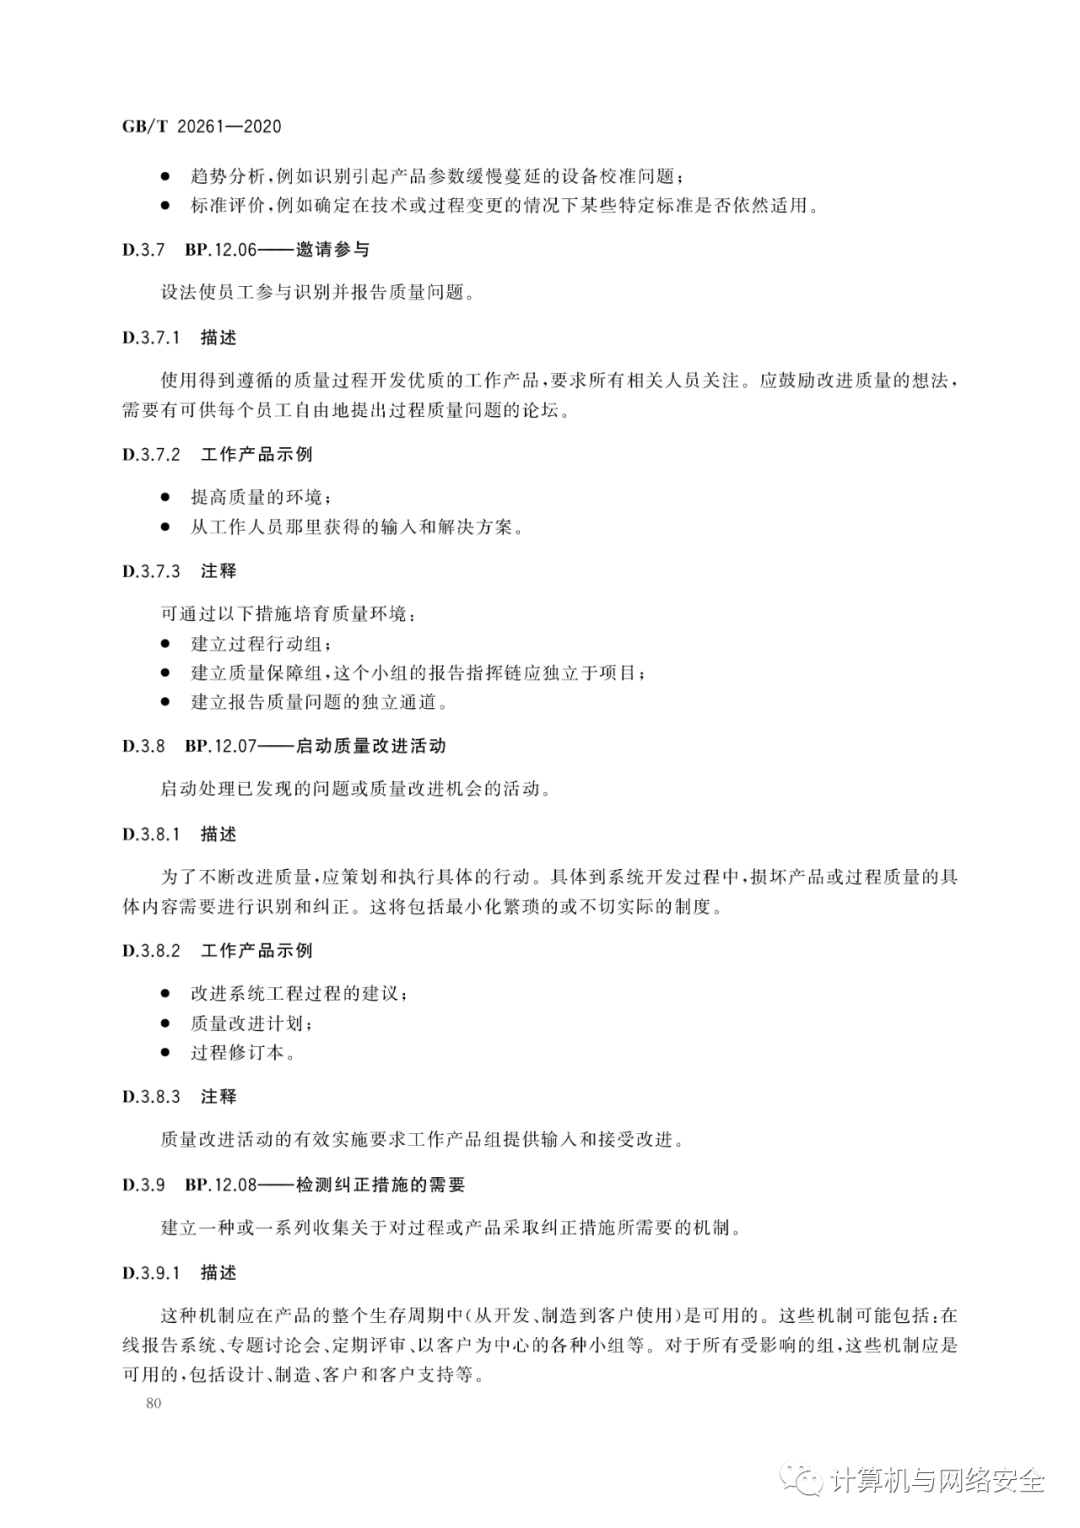 GB/T 20261—2020
● 趋势分析,例如识别引起产品参数缓慢蔓延的设备校准问题;
● 标准评价,例如确定在技术或过程变更的情况下某些特定标准是否依然适用。
D.3.7 BP.12.06——邀请参与
设法使员工参与识别并报告质量问题。
D.3.7.1 描述
使用得到遵循的质量过程开发优质的工作产品,要求所有相关人员关注。应鼓励改进质量的想法,
需要有可供每个员工自由地提出过程质量问题的论坛。
D.3.7.2 工作产品示例
● 提高质量的环境;
● 从工作人员那里获得的输入和解决方案。
D.3.7.3 注释
可通过以下措施培育质量环境:
● 建立过程行动组;
● 建立质量保障组,这个小组的报告指挥链应独立于项目;
● 建立报告质量问题的独立通道。
D.3.8 BP.12.07——启动质量改进活动
启动处理已发现的问题或质量改进机会的活动。
D.3.8.1 描述
为了不断改进质量,应策划和执行具体的行动。具体到系统开发过程中,损坏产品或过程质量的具
体内容需要进行识别和纠正。这将包括最小化繁琐的或不切实际的制度。
D.3.8.2 工作产品示例
● 改进系统工程过程的建议;
● 质量改进计划;
● 过程修订本。
D.3.8.3 注释
质量改进活动的有效实施要求工作产品组提供输入和接受改进。
D.3.9 BP.12.08——检测纠正措施的需要
建立一种或一系列收集关于对过程或产品采取纠正措施所需要的机制。
D.3.9.1 描述
这种机制应在产品的整个生存周期中(从开发、制造到客户使用)是可用的。这些机制可能包括:在
线报告系统、专题讨论会、定期评审、以客户为中心的各种小组等。对于所有受影响的组,这些机制应是
可用的,包括设计、制造、客户和客户支持等。
80
计算机与网络安全